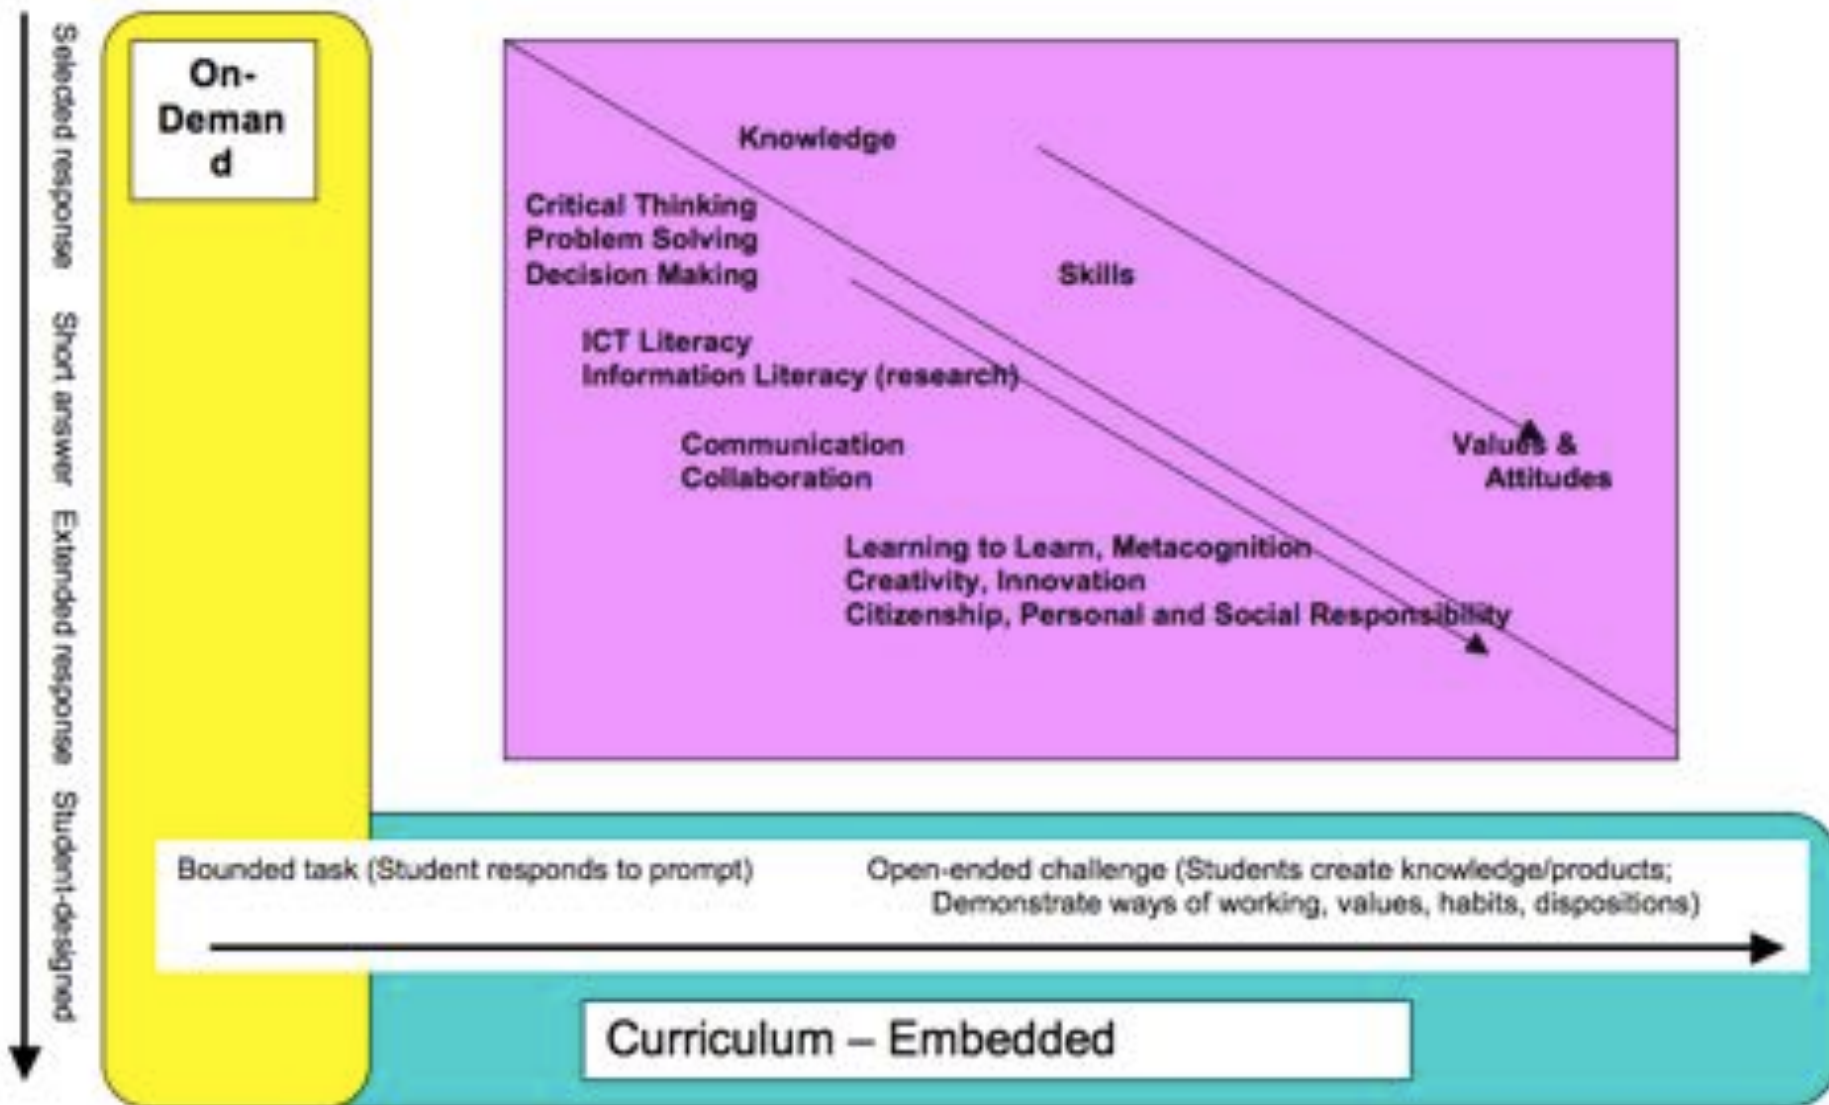 Selected response   Short answer   Extended response   Student-designed
On-
Deman
d
Knowledge
Critical Thinking
Problem Solving
Decision Making
Skills
ICT Literacy
Information Literacy (research)
Communication
Collaboration
Values &
Attitudes
Learning to Learn, Metacognition
Creativity, Innovation
Citizenship, Personal and Social Responsibility
Bounded task (Student responds to prompt)
Open-ended challenge (Students create knowledge/products;
Demonstrate ways of working, values, habits, dispositions)
Curriculum – Embedded